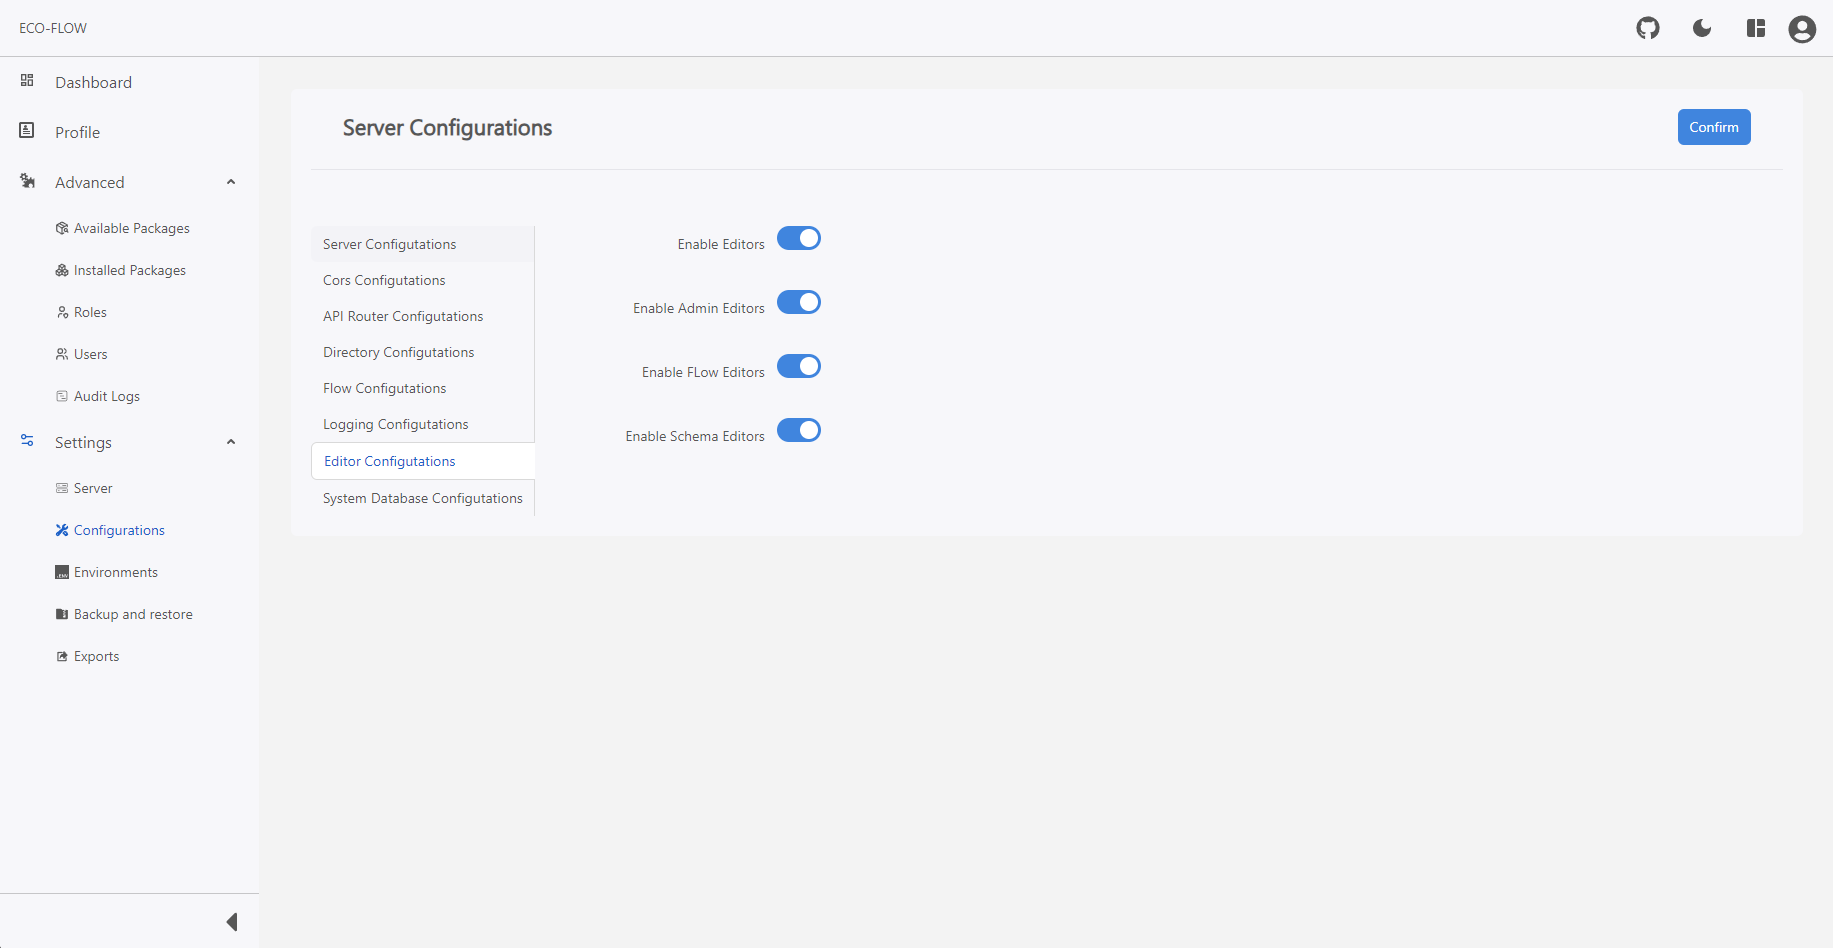 ECO-FLOW
Dashboard
Profile
Advanced
Available Packages
Installed Packages
Roles
Users
Audit Logs
Settings
Server
Configurations
.ENV
Environments
Backup and restore
Exports
Server Configurations
Confirm
Server Configutations
Cors Configutations
API Router Configutations
Directory Configutations
Flow Configutations
Logging Configutations
Editor Configutations
System Database Configutations
Enable Editors
Enable Admin Editors
Enable FLow Editors
Enable Schema Editors